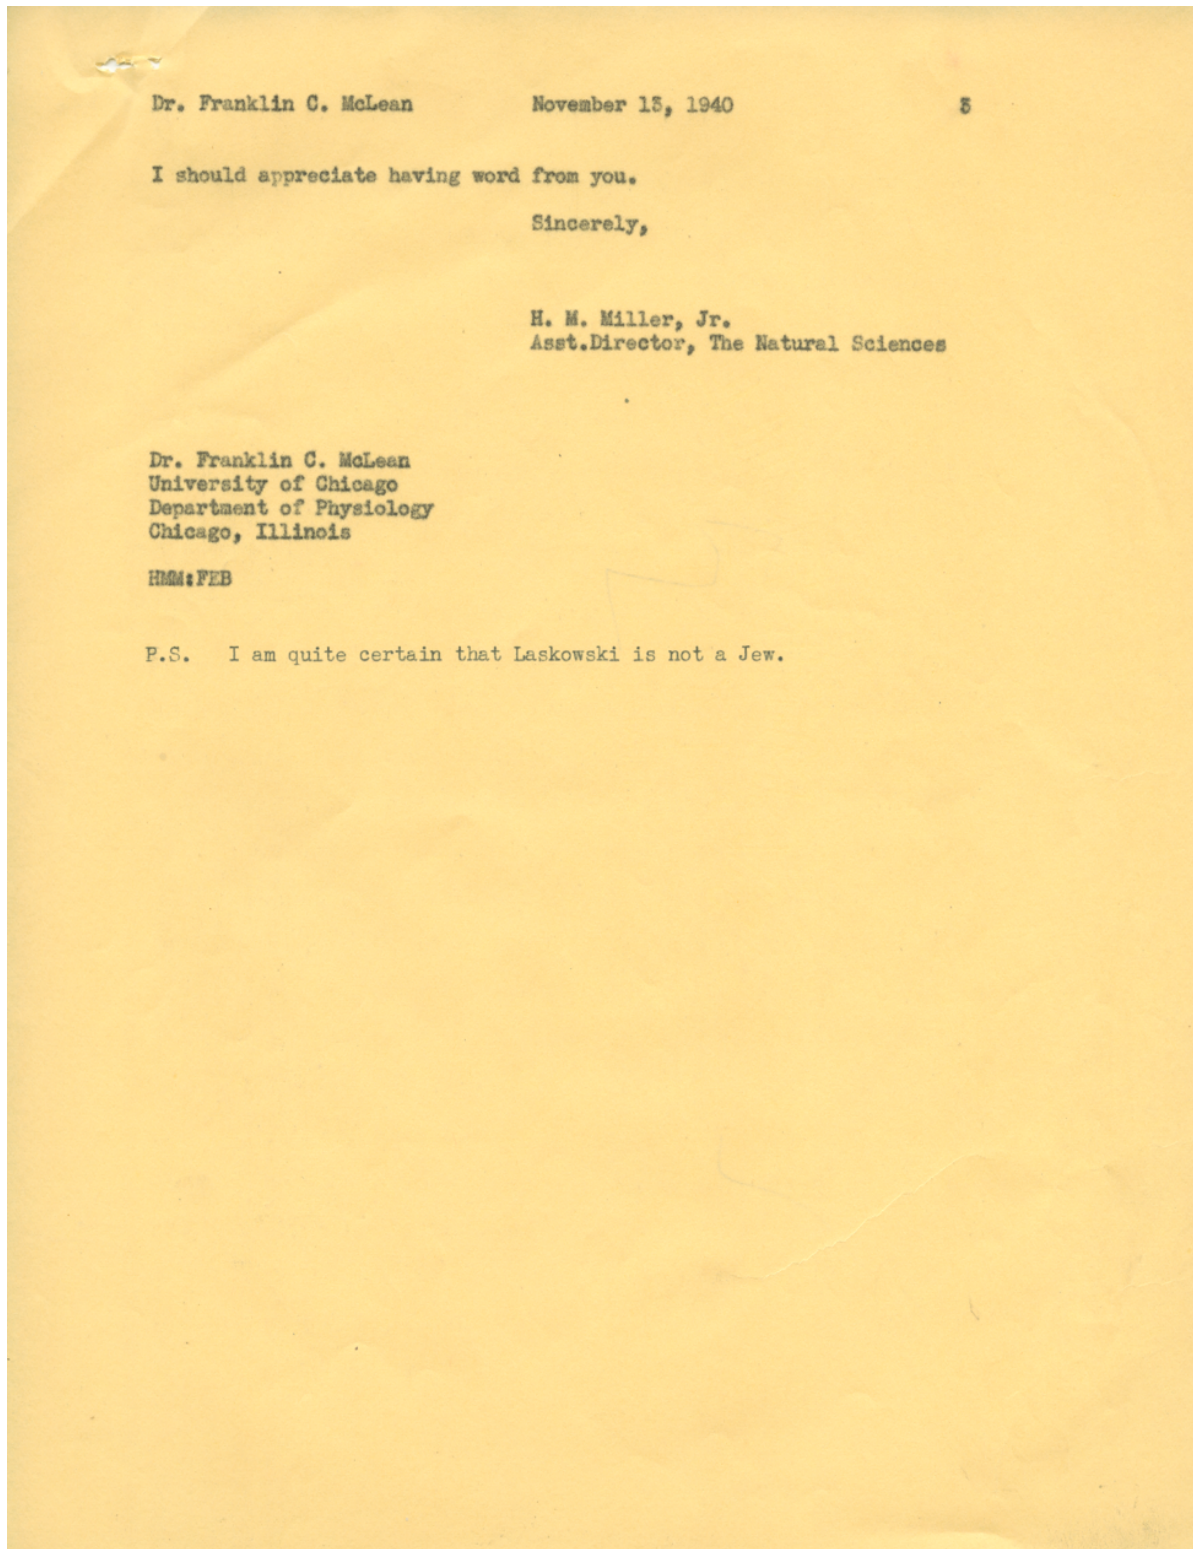 Dr. Franklin C. McLean November 13, 1940 3
I should appreciate having word from you.
Sincerely,
H. M. Miller, Jr.
Asst.Director, The Natural Sciences
Dr. Franklin C. McLean
University of Chicago
Department of Physiology
Chicago, Illinois
HMM:FEB
P.S. I am quite certain that Laskowski is not a Jew.